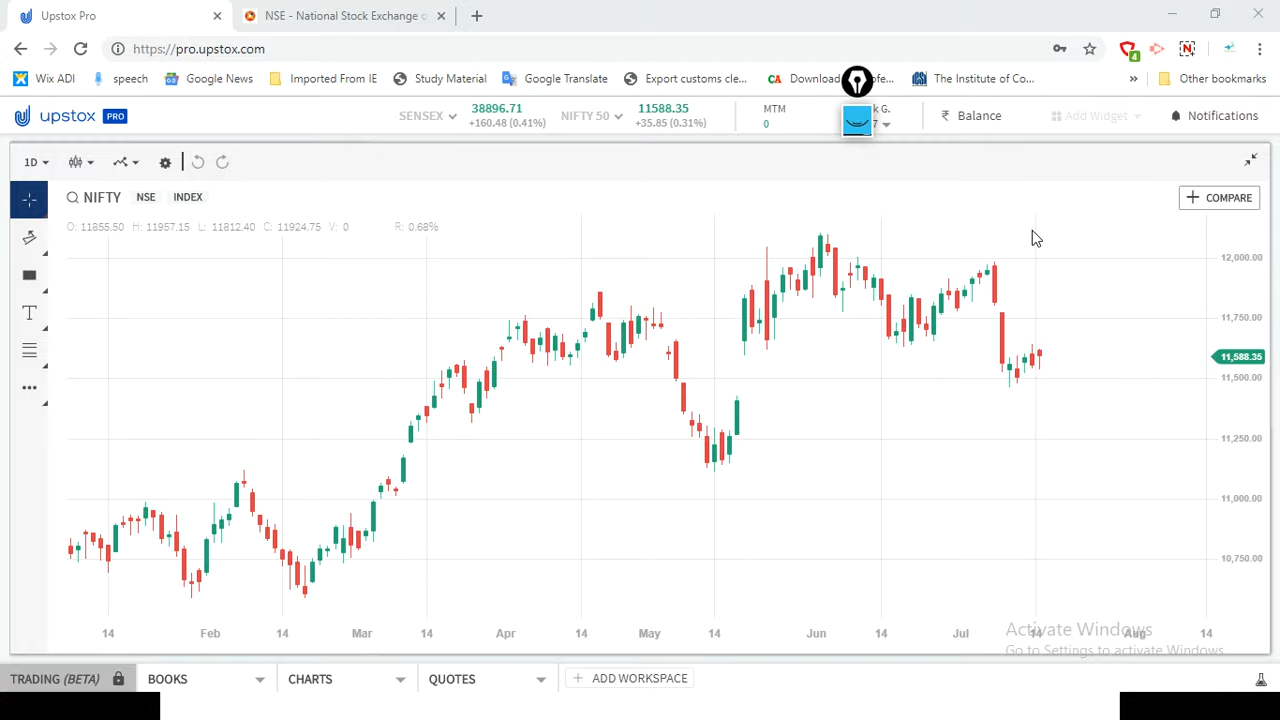 Upstox Pro
NSE - National Stock Exchange o
https://pro.upstox.com
4
Wix ADI
speech
Google News
Imported From IE
Study Material
Google Translate
Export customs cle...
CA
Download
ofe...
The Institute of Co...
»
Other bookmarks
upstox PRO
SENSEX
38896.71
+160.48 (0.41%)
NIFTY 50
11588.35
+35.85 (0.31%)
MTM
0
k G.
7
₹ Balance
Add Widget
Notifications
1D
NIFTY NSE INDEX
+ COMPARE
O: 11855.50 H: 11957.15 L: 11812.40 C: 11924.75 V: 0 R: 0.68%
12,000.00
11,750.00
11,588.35
11,500.00
11,250.00
11,000.00
10,750.00
14 Feb 14 Mar 14 Apr 14 May 14 Jun 14 Jul 14 Aug 14
Activate Windows
Go to Settings to activate Windows.
TRADING (BETA)
BOOKS
CHARTS
QUOTES
+ ADD WORKSPACE